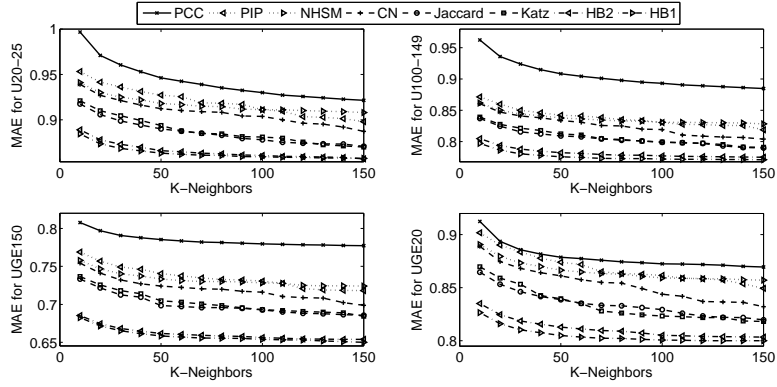 PCC PIP NHSM CN Jaccard Katz HB2 HB1
MAE for U20−25
1
0.95
0.9
0 50 100 150
K−Neighbors
MAE for U100−149
0.95
0.9
0.85
0.8
0 50 100 150
K−Neighbors
MAE for UGE150
0.8
0.75
0.7
0.65
0 50 100 150
K−Neighbors
MAE for UGE20
0.9
0.85
0.8
0 50 100 150
K−Neighbors